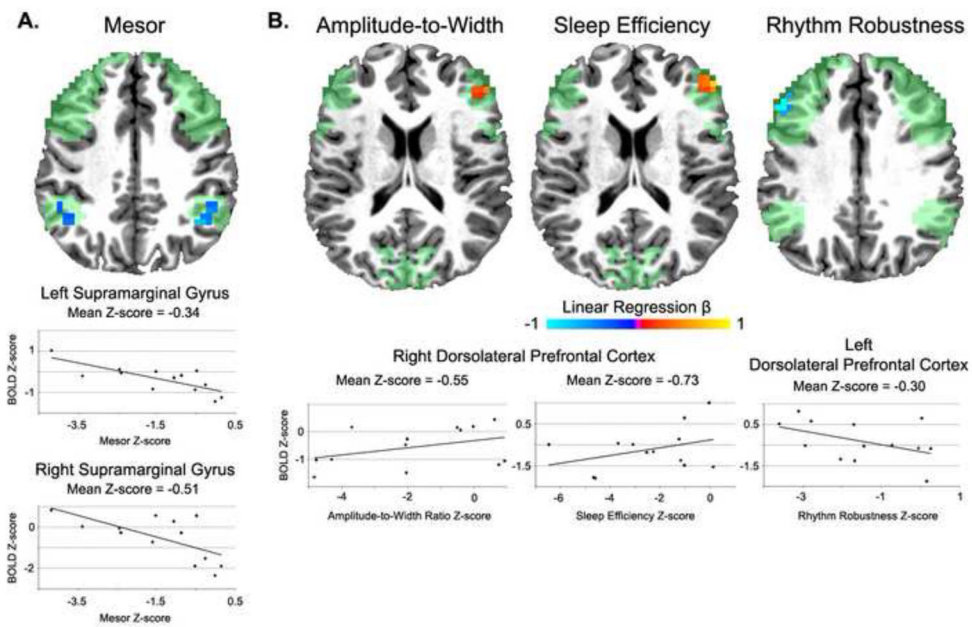 A.
Mesor
B.
Amplitude-to-Width
Sleep Efficiency
Rhythm Robustness
Left Supramarginal Gyrus
Mean Z-score = -0.34
BOLD Z-score
1
-1
-3.5
-1.5
0.5
Mesor Z-score
Right Supramarginal Gyrus
Mean Z-score = -0.51
BOLD Z-score
0
-2
-3.5
-1.5
0.5
Mesor Z-score
Linear Regression β
-1
1
Right Dorsolateral Prefrontal Cortex
Mean Z-score = -0.55
Mean Z-score = -0.73
BOLD Z-score
0
-1
-4
-2
0
Amplitude-to-Width Ratio Z-score
0.5
-1.5
-6
-4
-2
0
Sleep Efficiency Z-score
Left
Dorsolateral Prefrontal Cortex
Mean Z-score = -0.30
0.5
-1.5
-3
-1
1
Rhythm Robustness Z-score